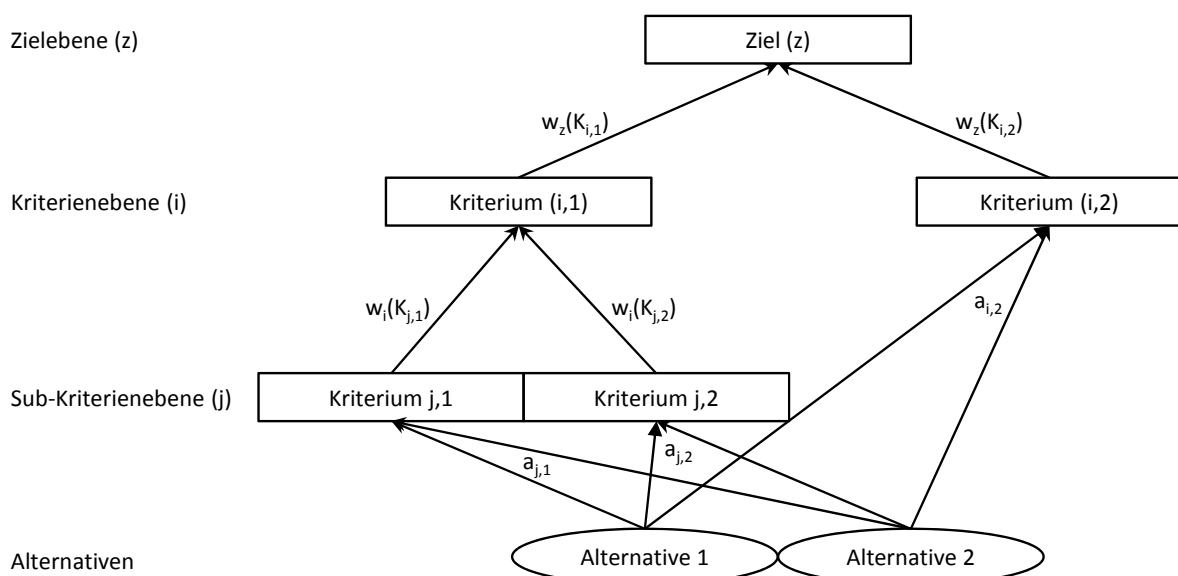 Zielebene (z)
Ziel (z)
w_z(K_i,1)
w_z(K_i,2)
Kriterienebene (i)
Kriterium (i,1)
Kriterium (i,2)
w_i(K_j,1)
w_i(K_j,2)
a_i,2
Sub-Kriterienebene (j)
Kriterium j,1
Kriterium j,2
a_j,1
a_j,2
Alternativen
Alternative 1
Alternative 2